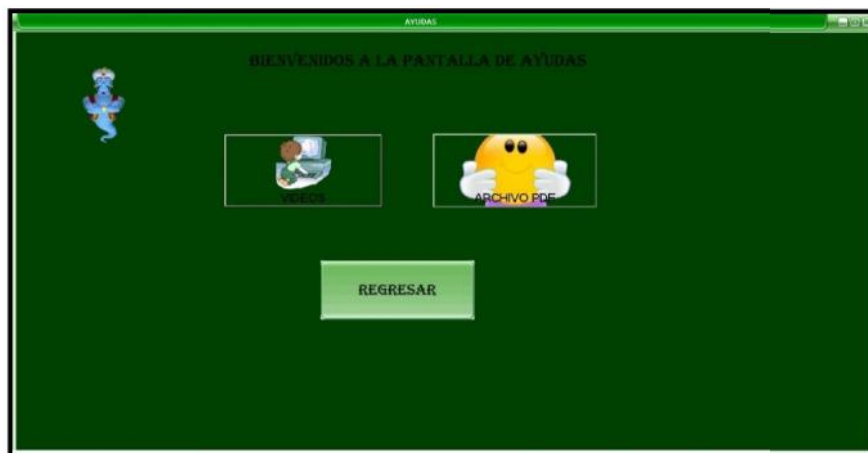 AYUDAS
BIENVENIDOS A LA PANTALLA DE AYUDAS
VIDEOS
ARCHIVO PDF
REGRESAR